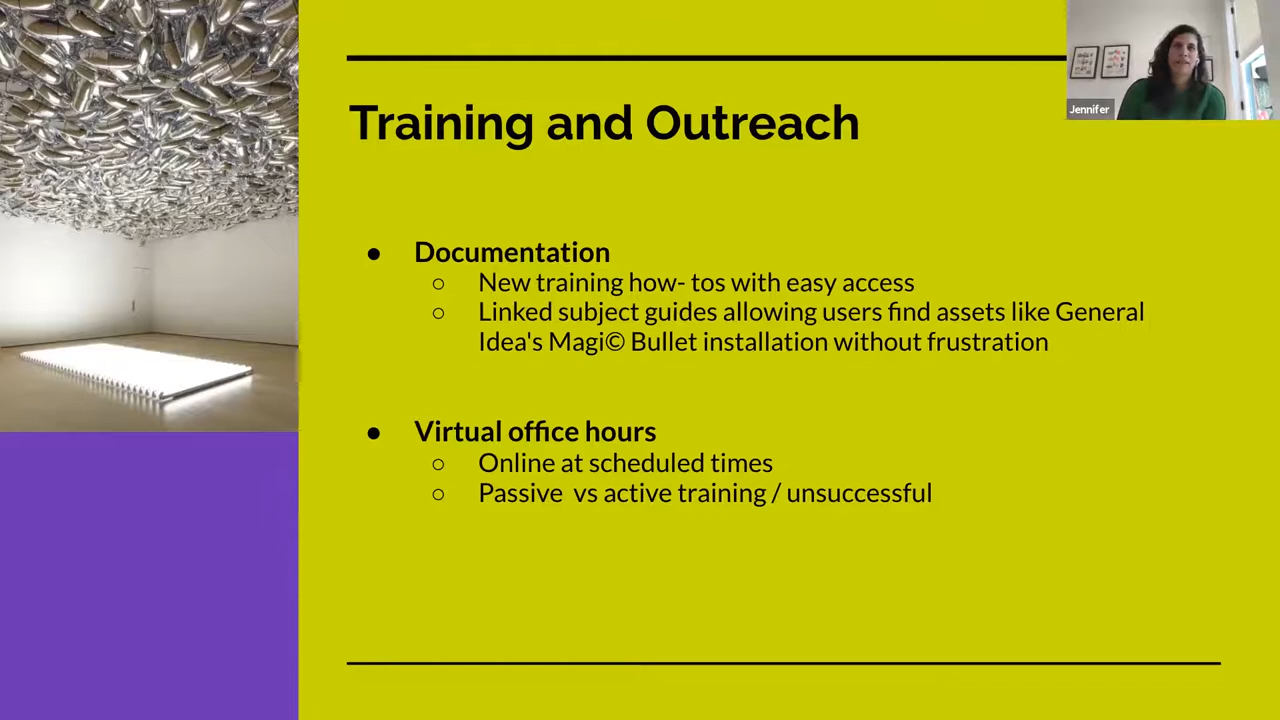 Training and Outreach
Jennifer
● Documentation
○ New training how- tos with easy access
○ Linked subject guides allowing users find assets like General
Idea's Magi© Bullet installation without frustration
● Virtual office hours
○ Online at scheduled times
○ Passive  vs active training / unsuccessful